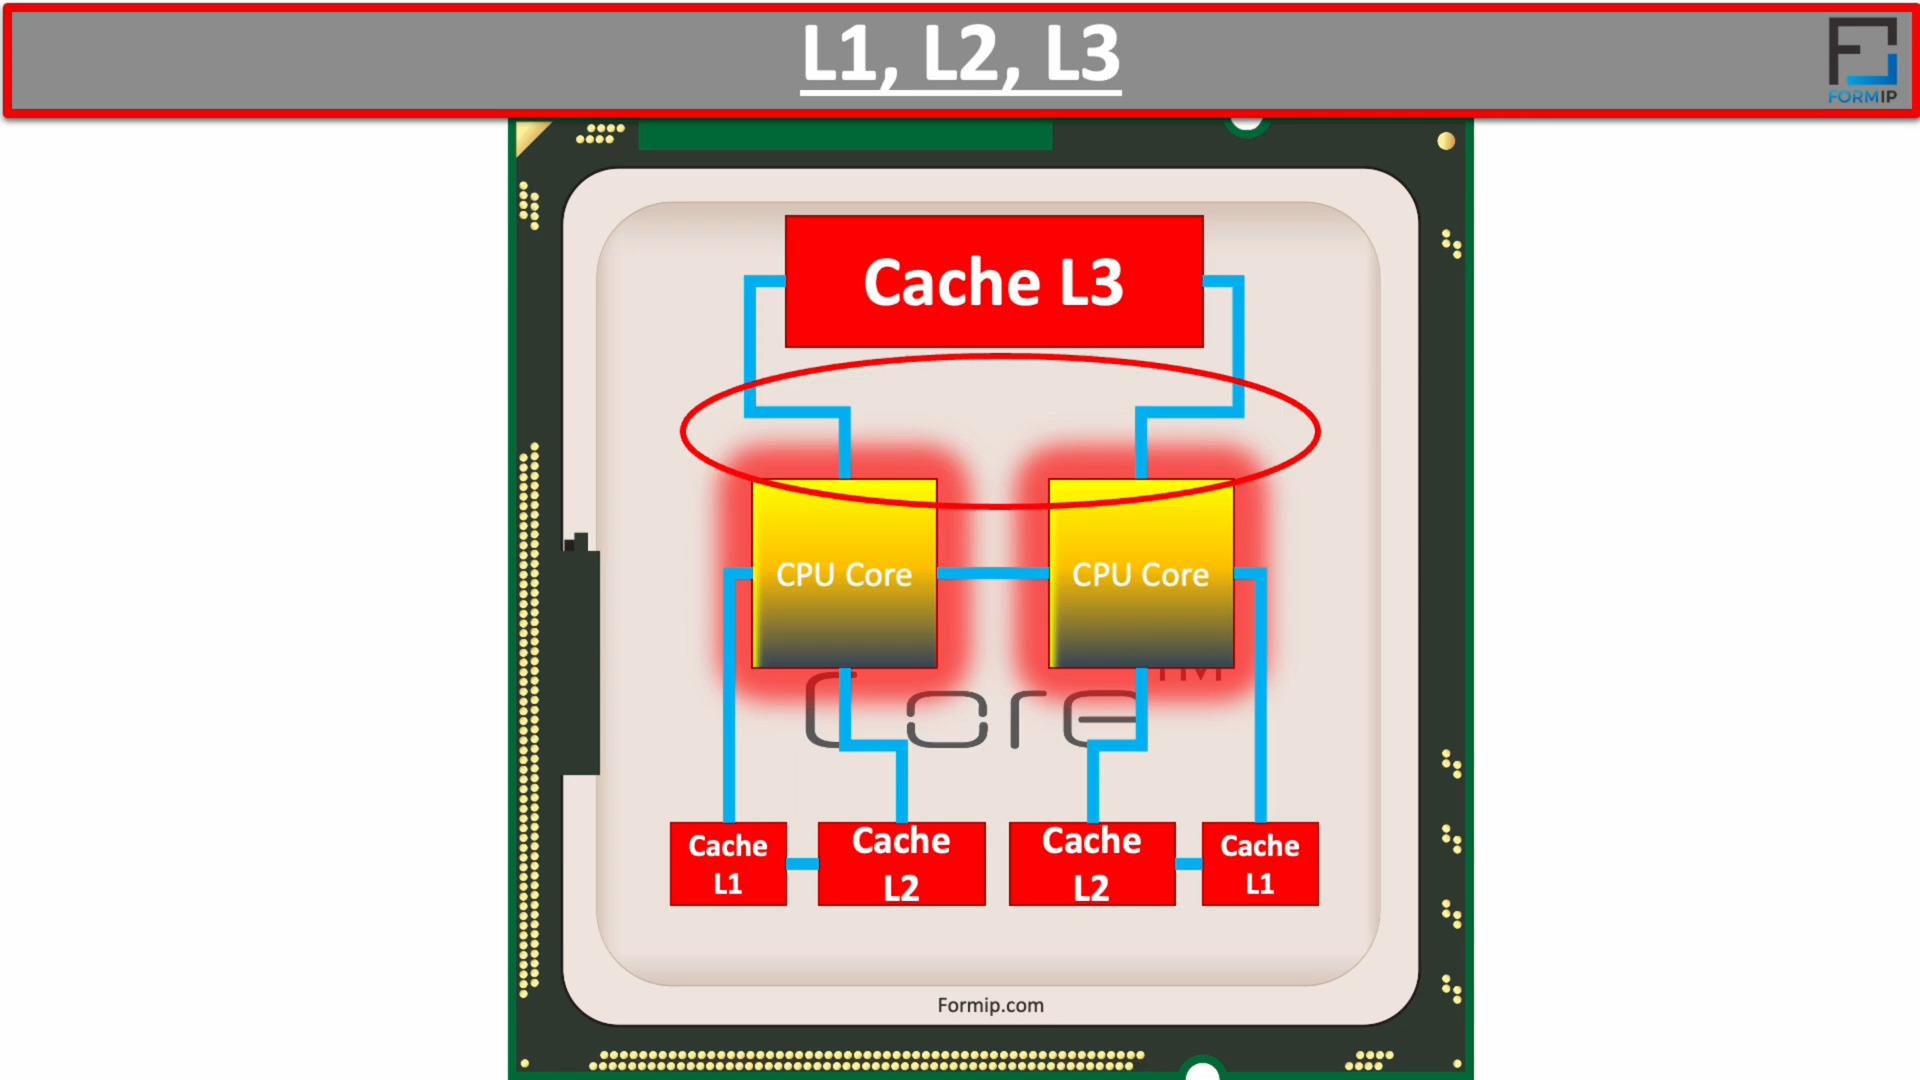 L1, L2, L3
FORMIP
Cache L3
CPU Core
CPU Core
Core™
Cache
L1
Cache
L2
Cache
L2
Cache
L1
Formip.com